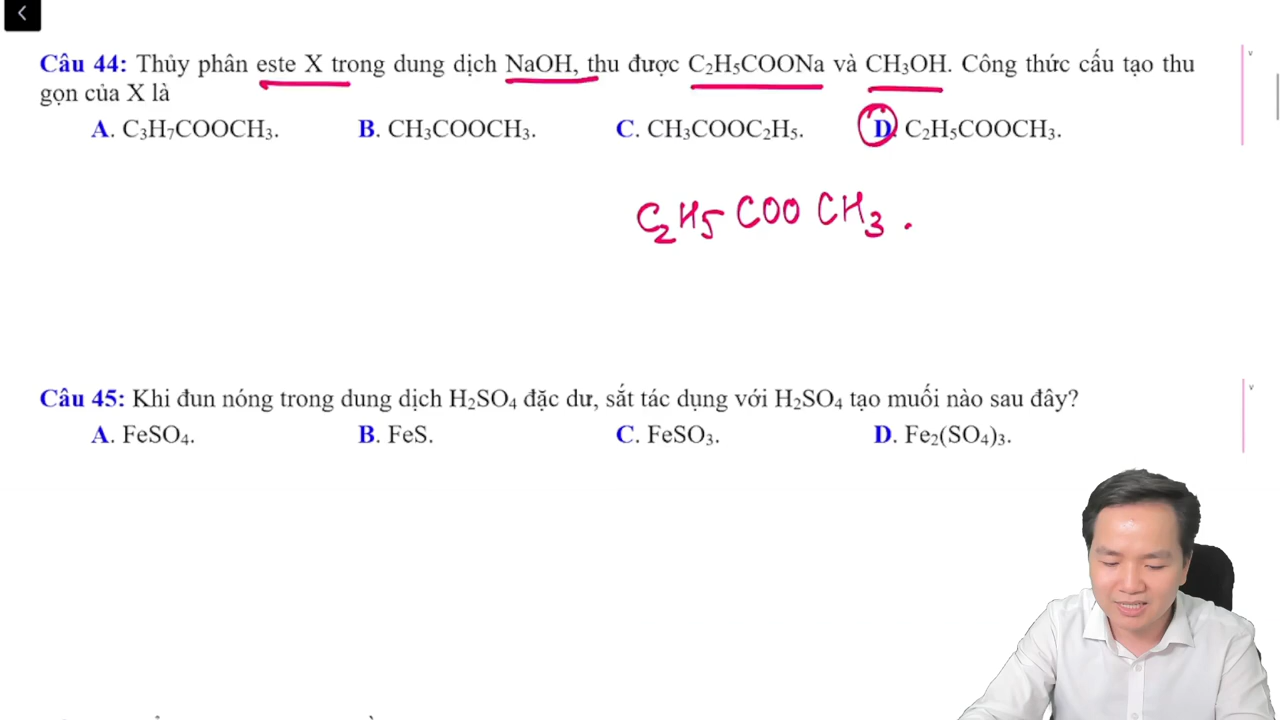 Câu 44: Thủy phân este X trong dung dịch NaOH, thu được C₂H₅COONa và CH₃OH. Công thức cấu tạo thu
gọn của X là
A. C₃H₇COOCH₃. B. CH₃COOCH₃. C. CH₃COOC₂H₅. D. C₂H₅COOCH₃.
C₂H₅COOCH₃.
Câu 45: Khi đun nóng trong dung dịch H₂SO₄ đặc dư, sắt tác dụng với H₂SO₄ tạo muối nào sau đây?
A. FeSO₄. B. FeS. C. FeSO₃. D. Fe₂(SO₄)₃.